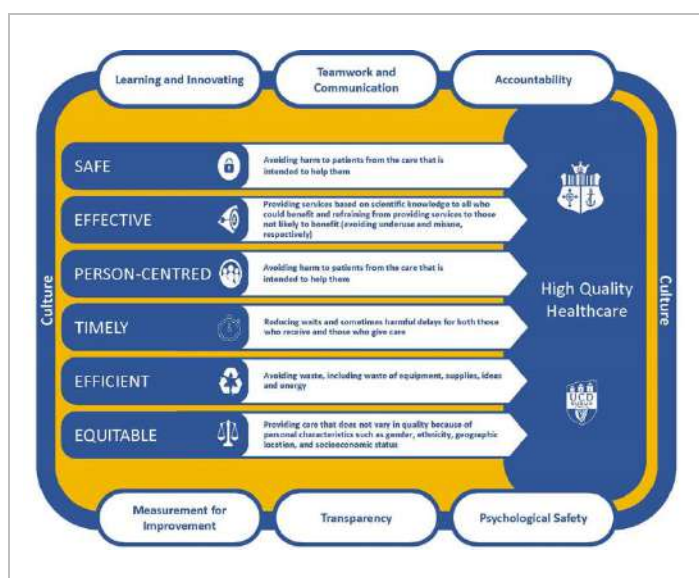 Learning and Innovating
Teamwork and
Communication
Accountability
Culture
SAFE
Avoiding harm to patients from the care that is
intended to help them
EFFECTIVE
Providing services based on scientific knowledge to all who
could benefit and refraining from providing services to those
not likely to benefit (avoiding underuse and misuse,
respectively)
PERSON-CENTRED
Avoiding harm to patients from the care that is
intended to help them
TIMELY
Reducing waits and sometimes harmful delays for both those
who receive and those who give care
EFFICIENT
Avoiding waste, including waste of equipment, supplies, ideas
and energy
EQUITABLE
Providing care that does not vary in quality because of
personal characteristics such as gender, ethnicity, geographic
location, and socioeconomic status
High Quality
Healthcare
UCD
DUBLIN
Culture
Measurement for
Improvement
Transparency
Psychological Safety